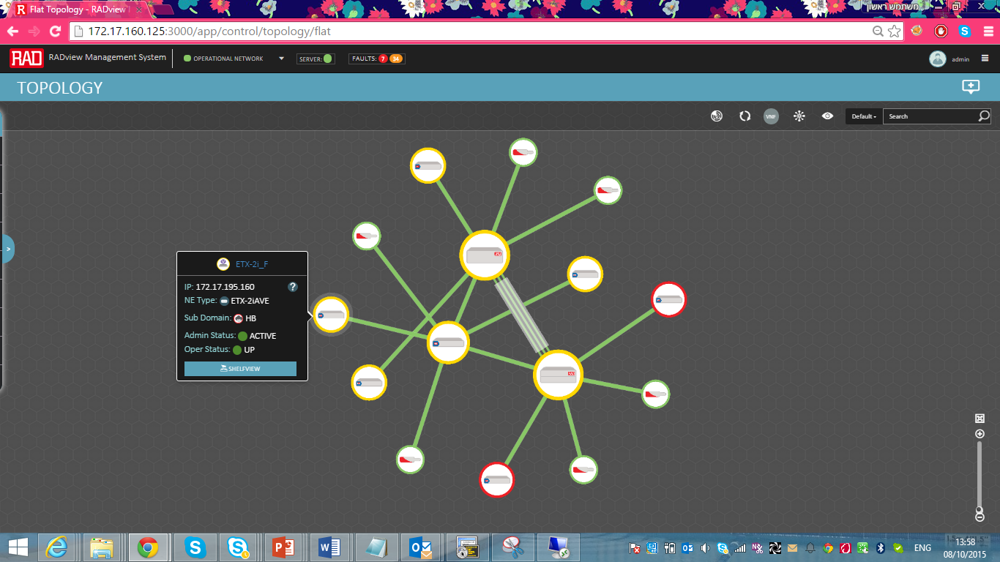 Flat Topology - RADview
משתמש ראשון
172.17.160.125:3000/app/control/topology/flat
RAD RADview Management System
OPERATIONAL NETWORK
SERVER:
FAULTS: 7 34
admin
TOPOLOGY
VNF
Default
Search
ETX-2i_F
IP: 172.17.195.160 ?
NE Type: ETX-2iAVE
Sub Domain: HB
Admin Status: ACTIVE
Oper Status: UP
SHELFVIEW
>
ENG
13:58
08/10/2015